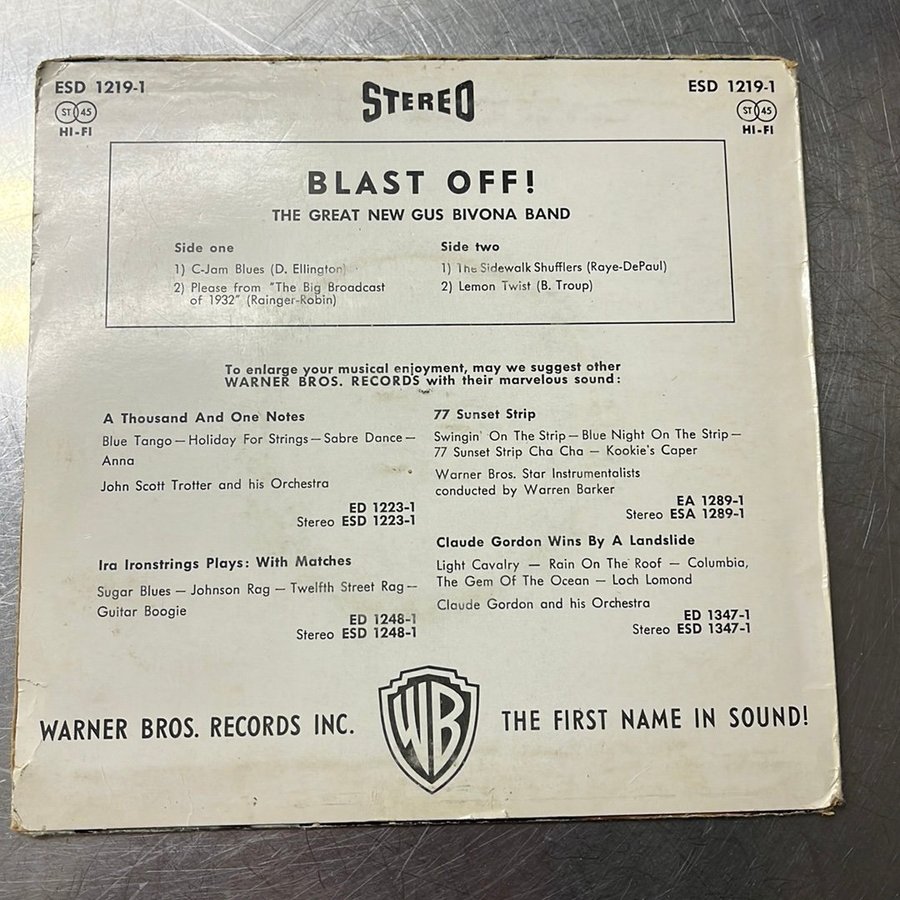 ESD 1219-1
STEREO
ESD 1219-1
ST 45
HI-FI
ST 45
HI-FI
BLAST OFF!
THE GREAT NEW GUS BIVONA BAND
Side one
1) C-Jam Blues (D. Ellington)
2) Please from "The Big Broadcast
of 1932" (Rainger-Robin)
Side two
1) The Sidewalk Shufflers (Raye-DePaul)
2) Lemon Twist (B. Troup)
To enlarge your musical enjoyment, may we suggest other
WARNER BROS. RECORDS with their marvelous sound:
A Thousand And One Notes
Blue Tango — Holiday For Strings — Sabre Dance —
Anna
John Scott Trotter and his Orchestra
ED 1223-1
Stereo ESD 1223-1
Ira Ironstrings Plays: With Matches
Sugar Blues — Johnson Rag — Twelfth Street Rag —
Guitar Boogie
ED 1248-1
Stereo ESD 1248-1
77 Sunset Strip
Swingin' On The Strip — Blue Night On The Strip —
77 Sunset Strip Cha Cha — Kookie's Caper
Warner Bros. Star Instrumentalists
conducted by Warren Barker
EA 1289-1
Stereo ESA 1289-1
Claude Gordon Wins By A Landslide
Light Cavalry — Rain On The Roof — Columbia,
The Gem Of The Ocean — Loch Lomond
Claude Gordon and his Orchestra
ED 1347-1
Stereo ESD 1347-1
WARNER BROS. RECORDS INC.
WB
THE FIRST NAME IN SOUND!